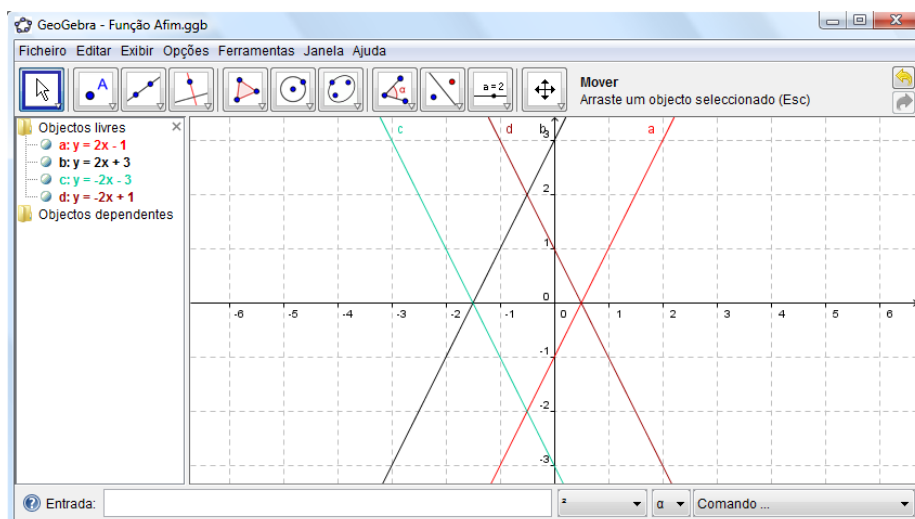 GeoGebra - Função Afim.ggb
Ficheiro Editar Exibir Opções Ferramentas Janela Ajuda
A
α
a=2
Mover
Arraste um objecto seleccionado (Esc)
Objectos livres
a: y = 2x - 1
b: y = 2x + 3
c: y = -2x - 3
d: y = -2x + 1
Objectos dependentes
c d b a
3
2
1
0
-6 -5 -4 -3 -2 -1 0 1 2 3 4 5 6
-1
-2
-3
Entrada:
²
α
Comando ...